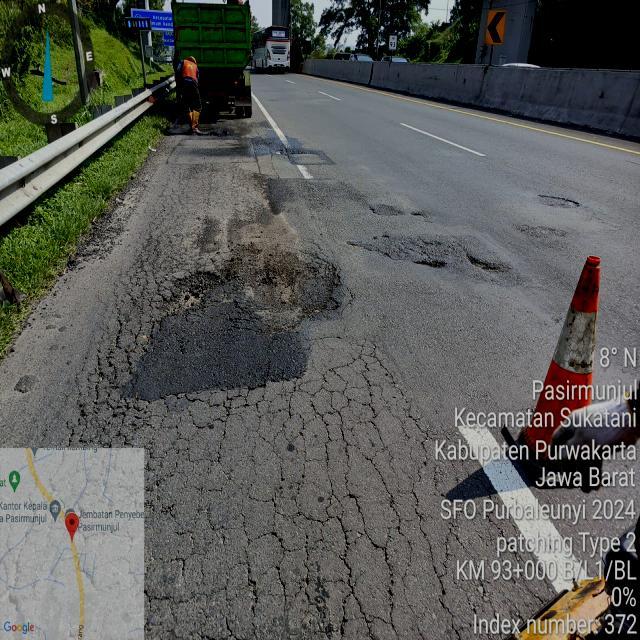 N
E
S
W
8° N
Pasirmunjul
Kecamatan Sukatani
Kabupaten Purwakarta
Jawa Barat
SFO Purbaleunyi 2024
patching Type 2
KM 93+000 B/L1/BL
0%
Index number: 372
Kantor Kepala
a Pasirmunjul
Jembatan Penyebe
Pasirmunjul
Google